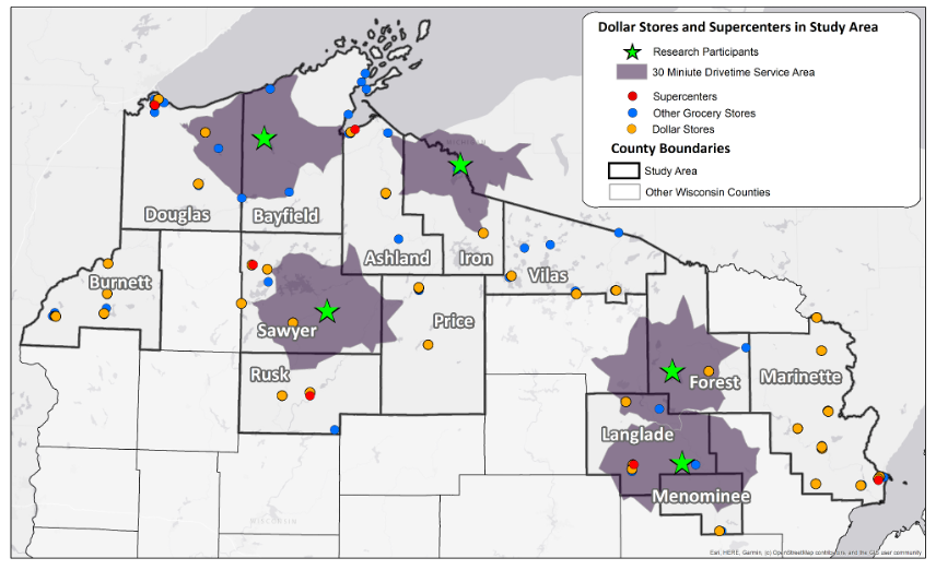 Dollar Stores and Supercenters in Study Area
Research Participants
30 Miniute Drivetime Service Area
Supercenters
Other Grocery Stores
Dollar Stores
County Boundaries
Study Area
Other Wisconsin Counties
WISCONSIN
Douglas
Bayfield
Ashland
Iron
Vilas
Burnett
Sawyer
Price
Rusk
Forest
Marinette
Langlade
Menominee
WISCONSIN
Esri, HERE, Garmin, (c) OpenStreetMap contributors, and the GIS user community